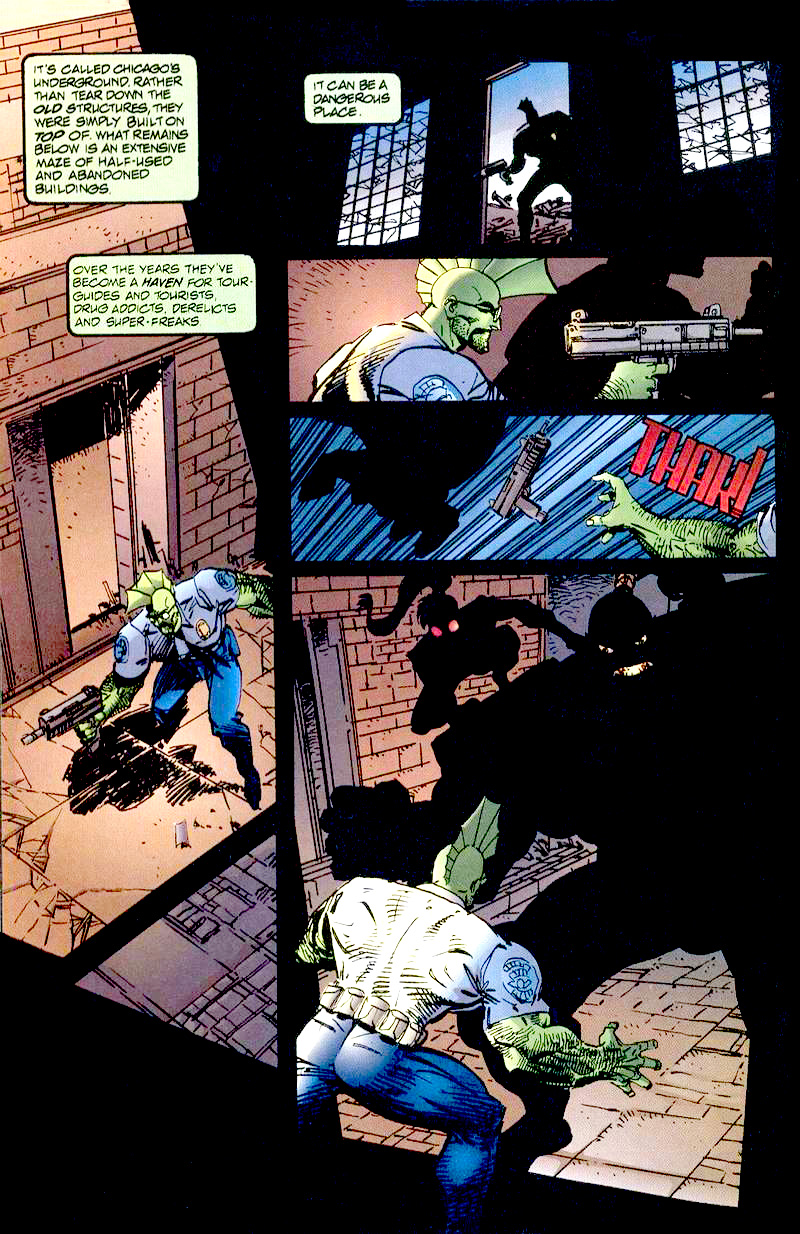 IT'S CALLED CHICAGO'S
UNDERGROUND. RATHER
THAN TEAR DOWN THE
OLD STRUCTURES, THEY
WERE SIMPLY BUILT ON
TOP OF. WHAT REMAINS
BELOW IS AN EXTENSIVE
MAZE OF HALF-USED
AND ABANDONED
BUILDINGS.
OVER THE YEARS THEY'VE
BECOME A HAVEN FOR TOUR-
GUIDES AND TOURISTS,
DRUG ADDICTS, DERELICTS
AND SUPER-FREAKS.
IT CAN BE A
DANGEROUS
PLACE.
THAK!